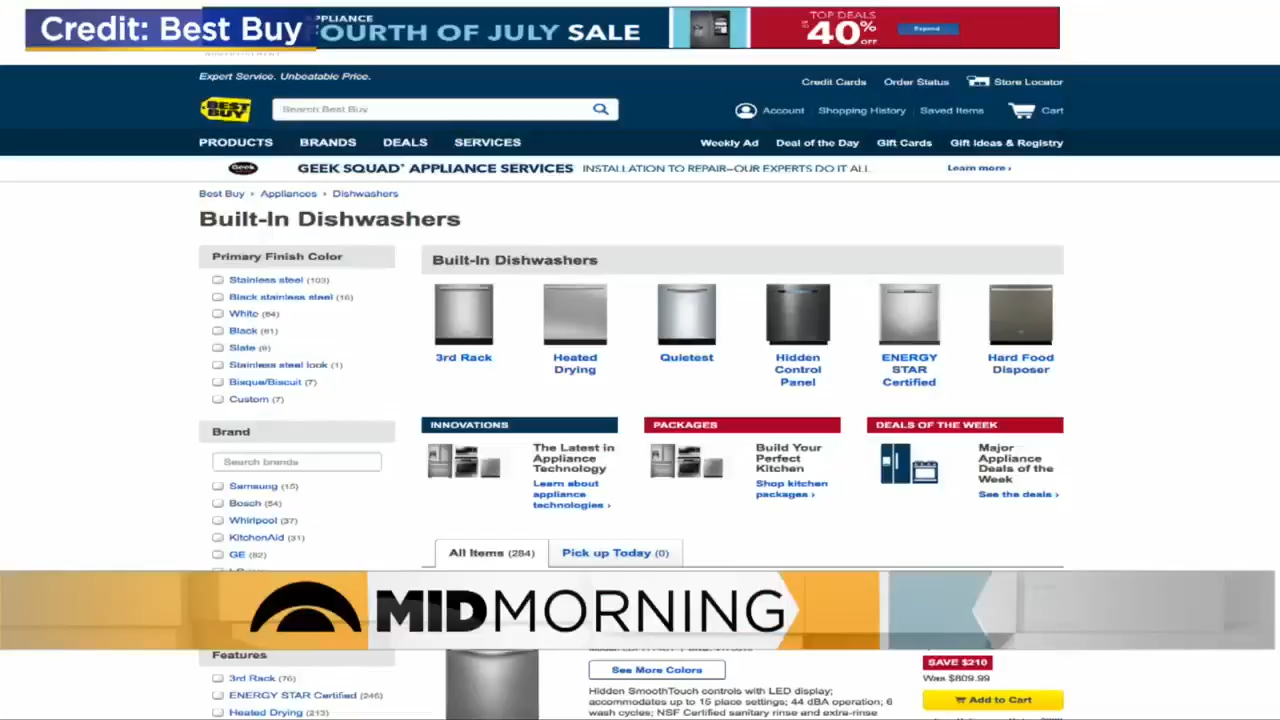 Credit: Best Buy
PPLIANCE
FOURTH OF JULY SALE
TOP DEALS
UP TO 40% OFF
Expand
Expert Service. Unbeatable Price.
Credit Cards
Order Status
Store Locator
BEST BUY
Search Best Buy
Account
Shopping History
Saved Items
Cart
PRODUCTS
BRANDS
DEALS
SERVICES
Weekly Ad
Deal of the Day
Gift Cards
Gift Ideas & Registry
Geek
GEEK SQUAD® APPLIANCE SERVICES INSTALLATION TO REPAIR–OUR EXPERTS DO IT ALL
Learn more ›
Best Buy › Appliances › Dishwashers
Built-In Dishwashers
Primary Finish Color
Stainless steel (103)
Black stainless steel (16)
White (64)
Black (61)
Slate (9)
Stainless steel look (1)
Bisque/Biscuit (7)
Custom (7)
Brand
Search brands
Samsung (15)
Bosch (54)
Whirlpool (37)
KitchenAid (31)
GE (82)
Built-In Dishwashers
3rd Rack
Heated
Drying
Quietest
Hidden
Control
Panel
ENERGY
STAR
Certified
Hard Food
Disposer
INNOVATIONS
The Latest in
Appliance
Technology
Learn about
appliance
technologies ›
PACKAGES
Build Your
Perfect
Kitchen
Shop kitchen
packages ›
DEALS OF THE WEEK
Major
Appliance
Deals of the
Week
See the deals ›
All Items (284)
Pick up Today (0)
MIDMORNING
Features
3rd Rack (76)
ENERGY STAR Certified (246)
Heated Drying (213)
See More Colors
Hidden SmoothTouch controls with LED display;
accommodates up to 15 place settings; 44 dBA operation; 6
wash cycles; NSF Certified sanitary rinse and extra-rinse
SAVE $210
Was $809.99
Add to Cart